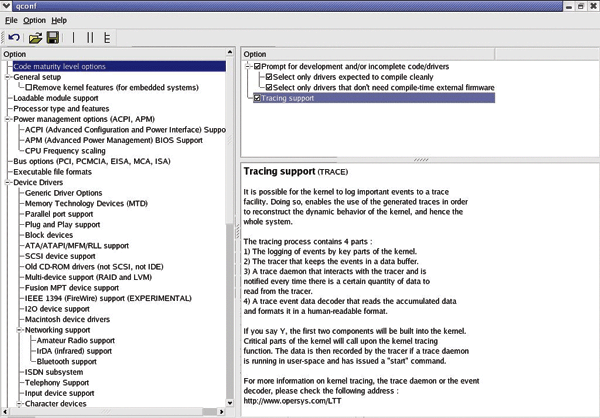 qconf
File Option Help
Option
Code maturity level options
General setup
Remove kernel features (for embedded systems)
Loadable module support
Processor type and features
Power management options (ACPI, APM)
ACPI (Advanced Configuration and Power Interface) Suppo
APM (Advanced Power Management) BIOS Support
CPU Frequency scaling
Bus options (PCI, PCMCIA, EISA, MCA, ISA)
Executable file formats
Device Drivers
Generic Driver Options
Memory Technology Devices (MTD)
Parallel port support
Plug and Play support
Block devices
ATA/ATAPI/MFM/RLL support
SCSI device support
Old CD-ROM drivers (not SCSI, not IDE)
Multi-device support (RAID and LVM)
Fusion MPT device support
IEEE 1394 (FireWire) support (EXPERIMENTAL)
I2O device support
Macintosh device drivers
Networking support
Amateur Radio support
IrDA (infrared) support
Bluetooth support
ISDN subsystem
Telephony Support
Input device support
Character devices
Option
Prompt for development and/or incomplete code/drivers
Select only drivers expected to compile cleanly
Select only drivers that don't need compile-time external firmware
Tracing support
Tracing support (TRACE)
It is possible for the kernel to log important events to a trace
facility. Doing so, enables the use of the generated traces in order
to reconstruct the dynamic behavior of the kernel, and hence the
whole system.
The tracing process contains 4 parts :
1) The logging of events by key parts of the kernel.
2) The tracer that keeps the events in a data buffer.
3) A trace daemon that interacts with the tracer and is
notified every time there is a certain quantity of data to
read from the tracer.
4) A trace event data decoder that reads the accumulated data
and formats it in a human-readable format.
If you say Y, the first two components will be built into the kernel.
Critical parts of the kernel will call upon the kernel tracing
function. The data is then recorded by the tracer if a trace daemon
is running in user-space and has issued a "start" command.
For more information on kernel tracing, the trace daemon or the event
decoder, please check the following address :
http://www.opersys.com/LTT